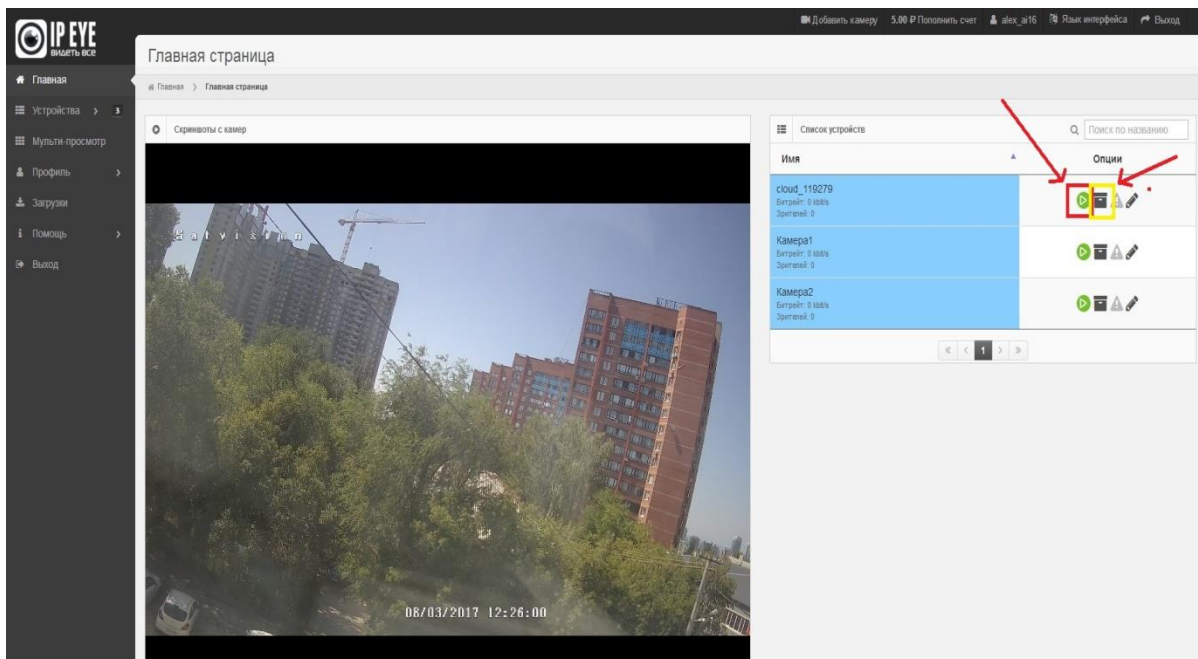 IP EYE
видеть все
Добавить камеру 5.00 ₽ Пополнить счет alex_ai16 Язык интерфейса Выход
Главная
Устройства 3
Мульти-просмотр
Профиль
Загрузки
Помощь
Выход
Главная страница
Главная > Главная страница
Скриншоты с камер
Satvision
08/03/2017 12:26:00
Список устройств Поиск по названию
Имя Опции
cloud_119279
Битрейт: 0 kbit/s
Зрителей: 0
Камера1
Битрейт: 0 kbit/s
Зрителей: 0
Камера2
Битрейт: 0 kbit/s
Зрителей: 0
« < 1 > »